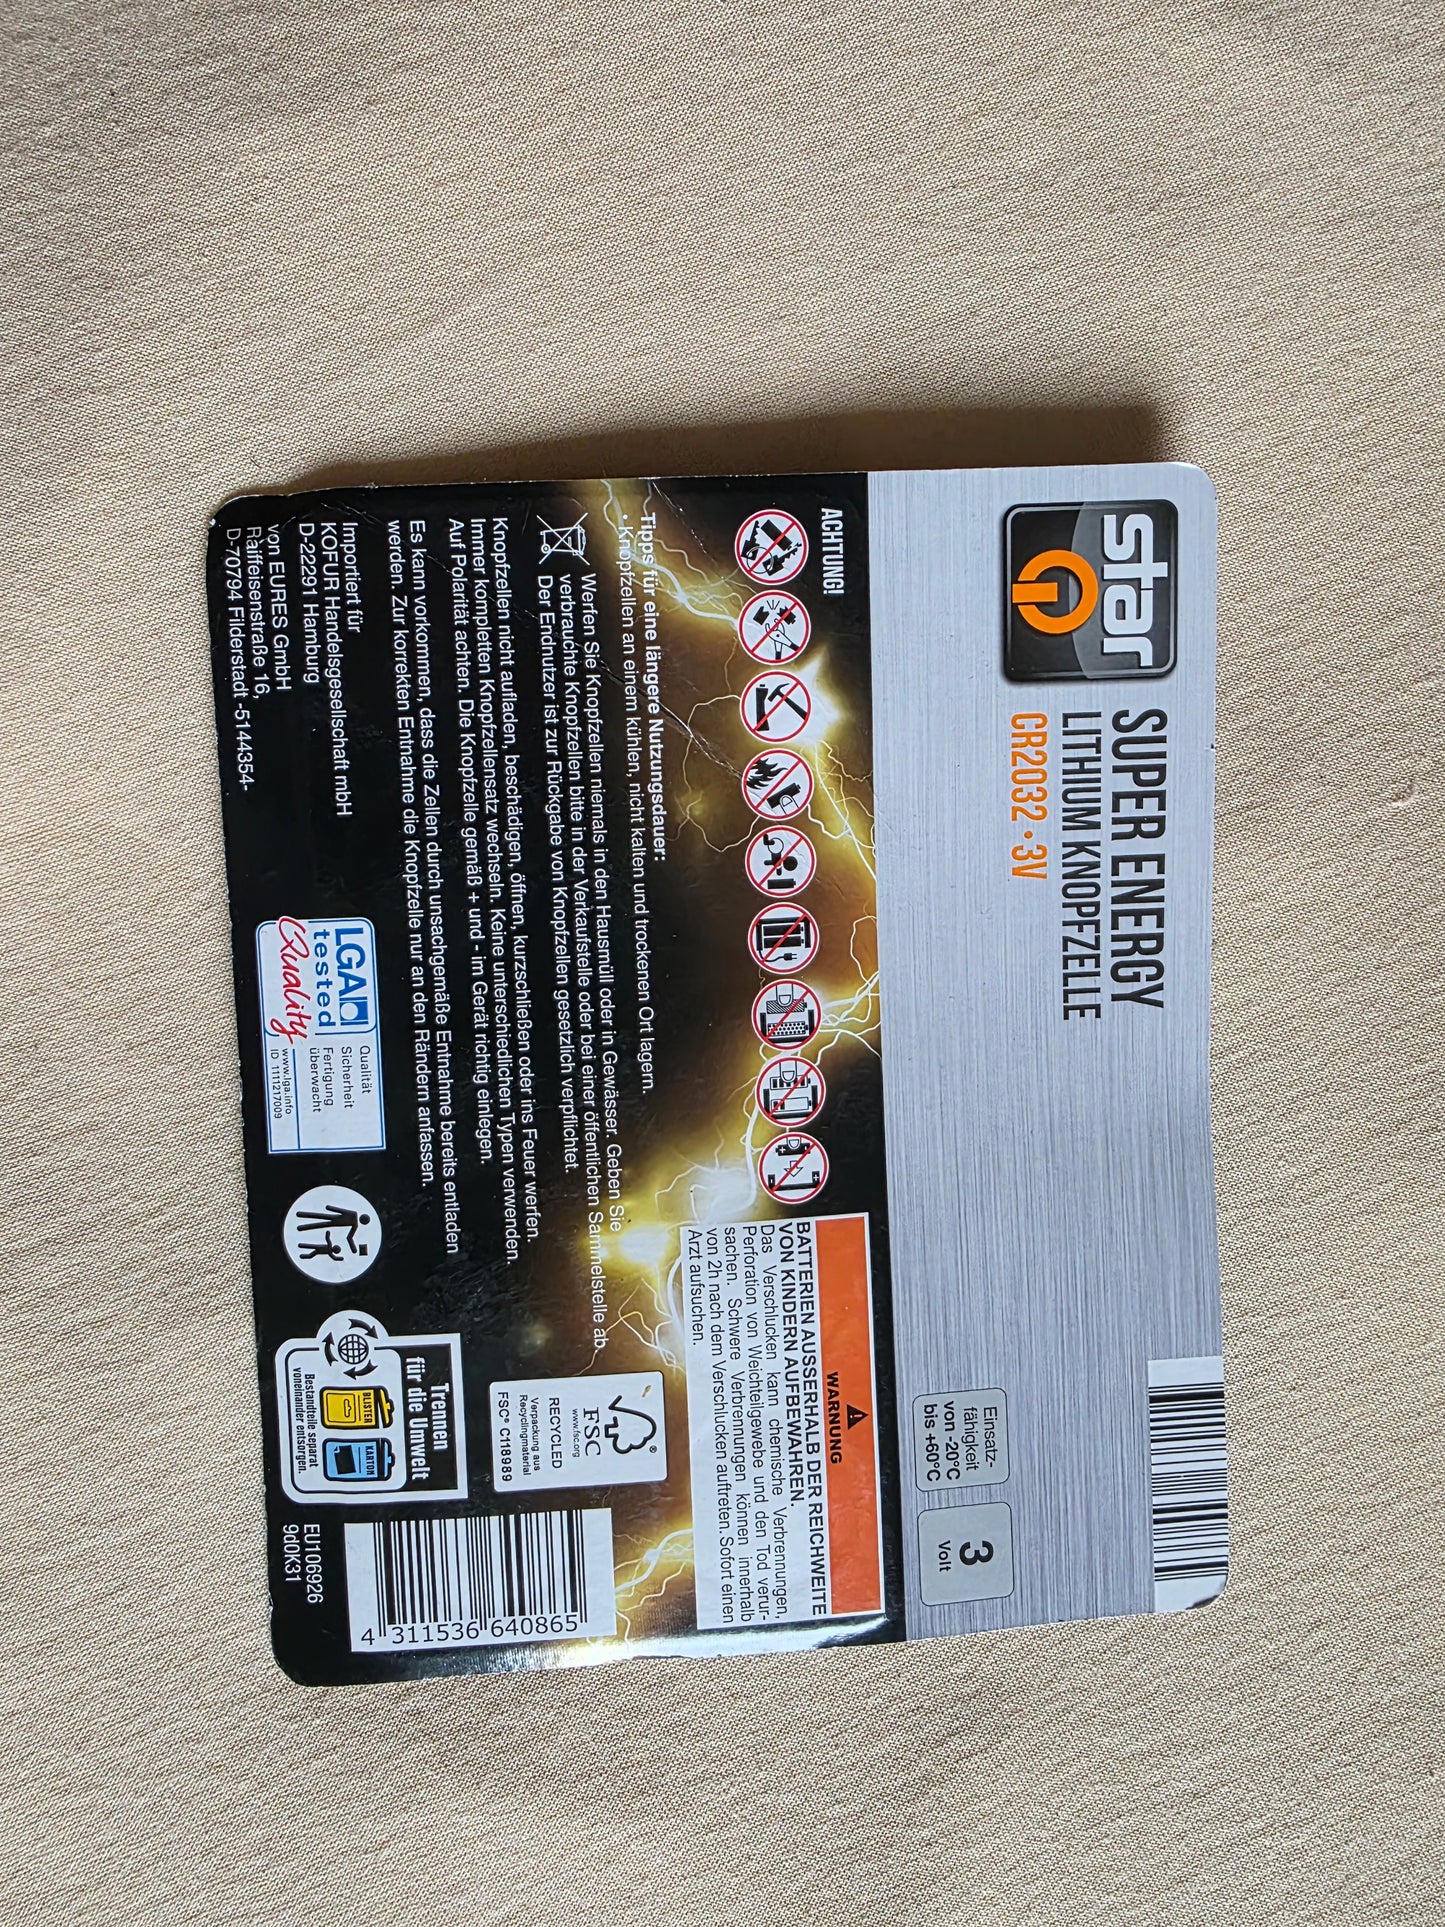 star
SUPER ENERGY
LITHIUM KNOPFZELLE
CR2032 • 3V
Einsatz-
fähigkeit
von -20°C
bis +60°C
3
Volt
ACHTUNG!
WARNUNG
BATTERIEN AUSSERHALB DER REICHWEITE
VON KINDERN AUFBEWAHREN.
Das Verschlucken kann chemische Verbrennungen,
Perforation von Weichteilgewebe und den Tod verur-
sachen. Schwere Verbrennungen können innerhalb
von 2h nach dem Verschlucken auftreten. Sofort einen
Arzt aufsuchen.
Tipps für eine längere Nutzungsdauer:
• Knopfzellen an einem kühlen, nicht kalten und trockenen Ort lagern.
Werfen Sie Knopfzellen niemals in den Hausmüll oder in Gewässer. Geben Sie
verbrauchte Knopfzellen bitte in der Verkaufstelle oder bei einer öffentlichen Sammelstelle ab.
Der Endnutzer ist zur Rückgabe von Knopfzellen gesetzlich verpflichtet.
Knopfzellen nicht aufladen, beschädigen, öffnen, kurzschließen oder ins Feuer werfen.
Immer kompletten Knopfzellensatz wechseln. Keine unterschiedlichen Typen verwenden.
Auf Polarität achten. Die Knopfzelle gemäß + und - im Gerät richtig einlegen.
Es kann vorkommen, dass die Zellen durch unsachgemäße Entnahme bereits entladen
werden. Zur korrekten Entnahme die Knopfzelle nur an den Rändern anfassen.
Importiert für
KOFUR Handelsgesellschaft mbH
D-22291 Hamburg
von EURES GmbH
Raiffeisenstraße 16,
D-70794 Filderstadt -5144354-
LGA
tested
Quality
Qualität
Sicherheit
Fertigung
überwacht
www.lga.info
ID 1111217009
®
FSC
www.fsc.org
RECYCLED
Verpackung aus
Recyclingmaterial
FSC® C118989
Trennen
für die Umwelt
BLISTER
KARTON
Bestandteile separat
voneinander entsorgen.
4 311536 640865
EU106926
9d0K31